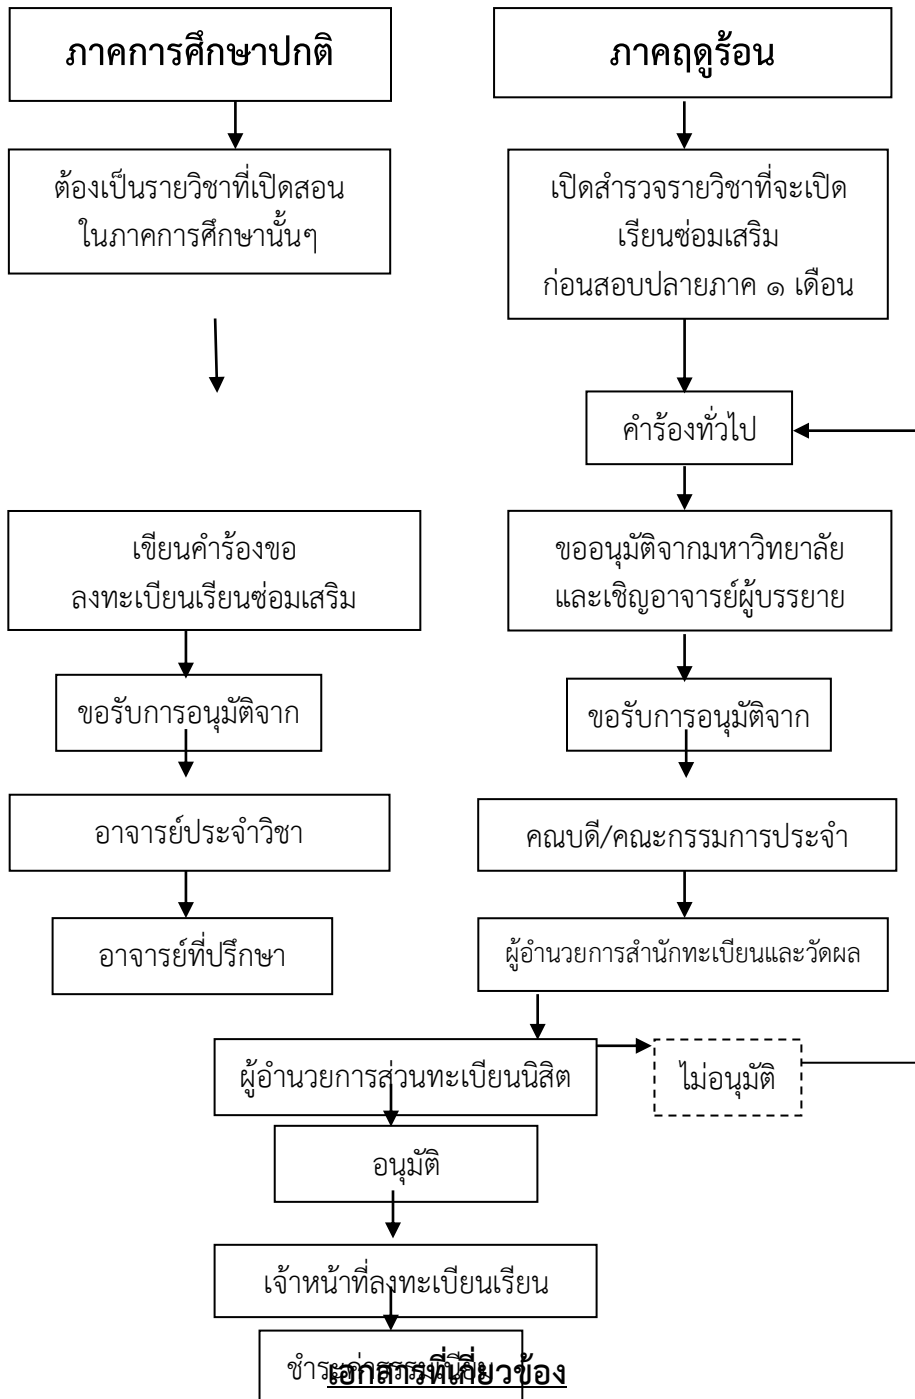 ภาคการศึกษาปกติ
ต้องเป็นรายวิชาที่เปิดสอน
ในภาคการศึกษานั้นๆ
เขียนคำร้องขอ
ลงทะเบียนเรียนซ่อมเสริม
ขอรับการอนุมัติจาก
อาจารย์ประจำวิชา
อาจารย์ที่ปรึกษา
ภาคฤดูร้อน
เปิดสำรวจรายวิชาที่จะเปิด
เรียนซ่อมเสริม
ก่อนสอบปลายภาค ๑ เดือน
คำร้องทั่วไป
ขออนุมัติจากมหาวิทยาลัย
และเชิญอาจารย์ผู้บรรยาย
ขอรับการอนุมัติจาก
คณบดี/คณะกรรมการประจำ
ผู้อำนวยการสำนักทะเบียนและวัดผล
ผู้อำนวยการส่วนทะเบียนนิสิต
ไม่อนุมัติ
อนุมัติ
เจ้าหน้าที่ลงทะเบียนเรียน
ชำระค่าธรรมเนียม
เอกสารที่เกี่ยวข้อง